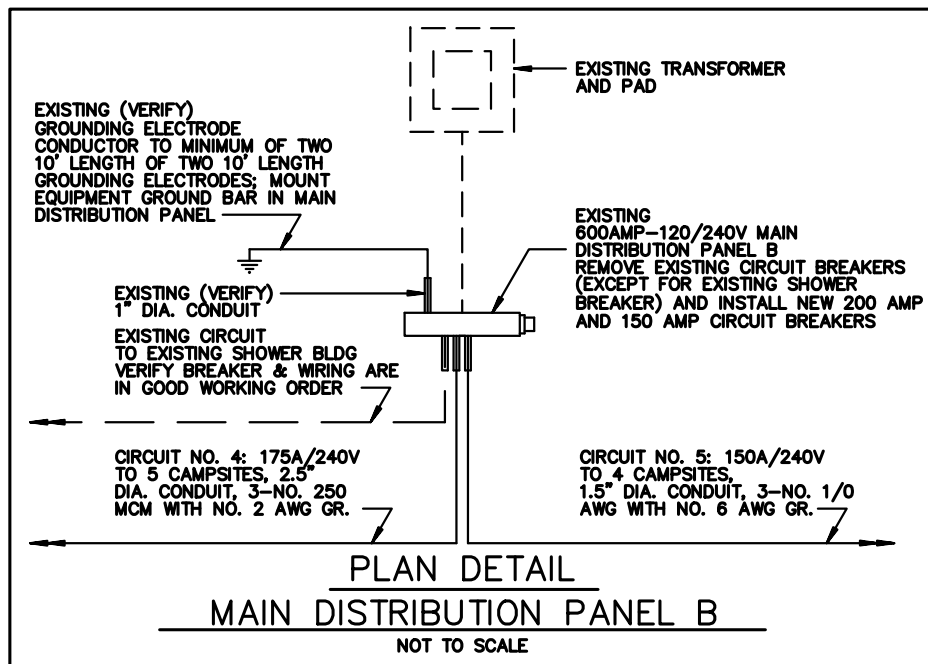 EXISTING TRANSFORMER
AND PAD
EXISTING (VERIFY)
GROUNDING ELECTRODE
CONDUCTOR TO MINIMUM OF TWO
10' LENGTH OF TWO 10' LENGTH
GROUNDING ELECTRODES; MOUNT
EQUIPMENT GROUND BAR IN MAIN
DISTRIBUTION PANEL
EXISTING
600AMP-120/240V MAIN
DISTRIBUTION PANEL B
REMOVE EXISTING CIRCUIT BREAKERS
(EXCEPT FOR EXISTING SHOWER
BREAKER) AND INSTALL NEW 200 AMP
AND 150 AMP CIRCUIT BREAKERS
EXISTING (VERIFY)
1" DIA. CONDUIT
EXISTING CIRCUIT
TO EXISTING SHOWER BLDG
VERIFY BREAKER & WIRING ARE
IN GOOD WORKING ORDER
CIRCUIT NO. 4: 175A/240V
TO 5 CAMPSITES, 2.5"
DIA. CONDUIT, 3-NO. 250
MCM WITH NO. 2 AWG GR.
CIRCUIT NO. 5: 150A/240V
TO 4 CAMPSITES,
1.5" DIA. CONDUIT, 3-NO. 1/0
AWG WITH NO. 6 AWG GR.
PLAN DETAIL
MAIN DISTRIBUTION PANEL B
NOT TO SCALE